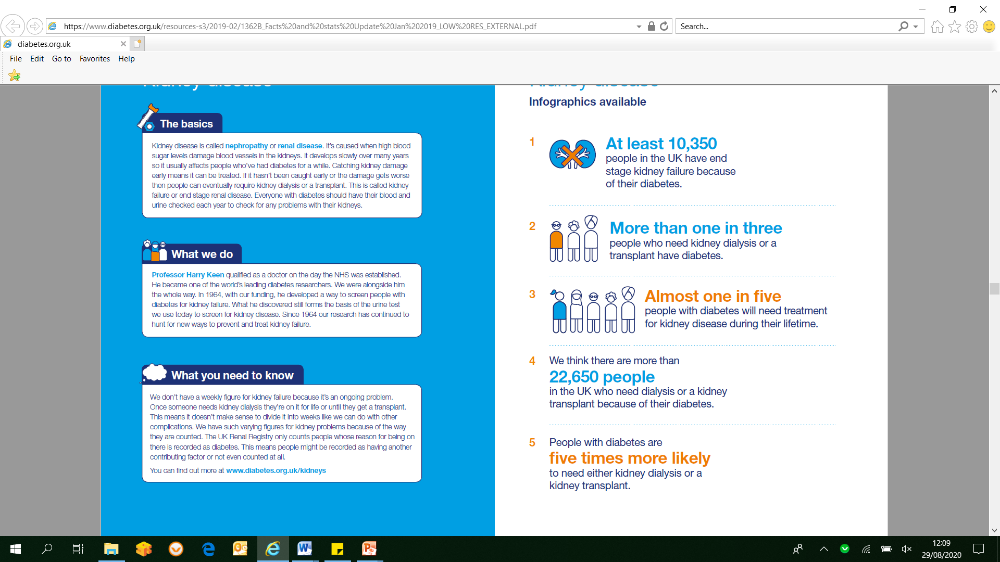 https://www.diabetes.org.uk/resources-s3/2019-02/1362B_Facts%20and%20stats%20Update%20Jan%202019_LOW%20RES_EXTERNAL.pdf
Search...
diabetes.org.uk
File Edit Go to Favorites Help
Kidney disease
The basics
Kidney disease is called nephropathy or renal disease. It's caused when high blood
sugar levels damage blood vessels in the kidneys. It develops slowly over many years
so it usually affects people who've had diabetes for a while. Catching kidney damage
early means it can be treated. If it hasn't been caught early or the damage gets worse
then people can eventually require kidney dialysis or a transplant. This is called kidney
failure or end stage renal disease. Everyone with diabetes should have their blood and
urine checked each year to check for any problems with their kidneys.
What we do
Professor Harry Keen qualified as a doctor on the day the NHS was established.
He became one of the world's leading diabetes researchers. We were alongside him
the whole way. In 1964, with our funding, he developed a way to screen people with
diabetes for kidney failure. What he discovered still forms the basis of the urine test
we use today to screen for kidney disease. Since 1964 our research has continued to
hunt for new ways to prevent and treat kidney failure.
What you need to know
We don't have a weekly figure for kidney failure because it's an ongoing problem.
Once someone needs kidney dialysis they're on it for life or until they get a transplant.
This means it doesn't make sense to divide it into weeks like we can do with other
complications. We have such varying figures for kidney problems because of the way
they are counted. The UK Renal Registry only counts people whose reason for being on
there is recorded as diabetes. This means people might be recorded as having another
contributing factor or not even counted at all.
You can find out more at www.diabetes.org.uk/kidneys
Kidney disease
Infographics available
1
At least 10,350
people in the UK have end
stage kidney failure because
of their diabetes.
2
More than one in three
people who need kidney dialysis or a
transplant have diabetes.
3
Almost one in five
people with diabetes will need treatment
for kidney disease during their lifetime.
4
We think there are more than
22,650 people
in the UK who need dialysis or a kidney
transplant because of their diabetes.
5
People with diabetes are
five times more likely
to need either kidney dialysis or a
kidney transplant.
12:09
29/08/2020